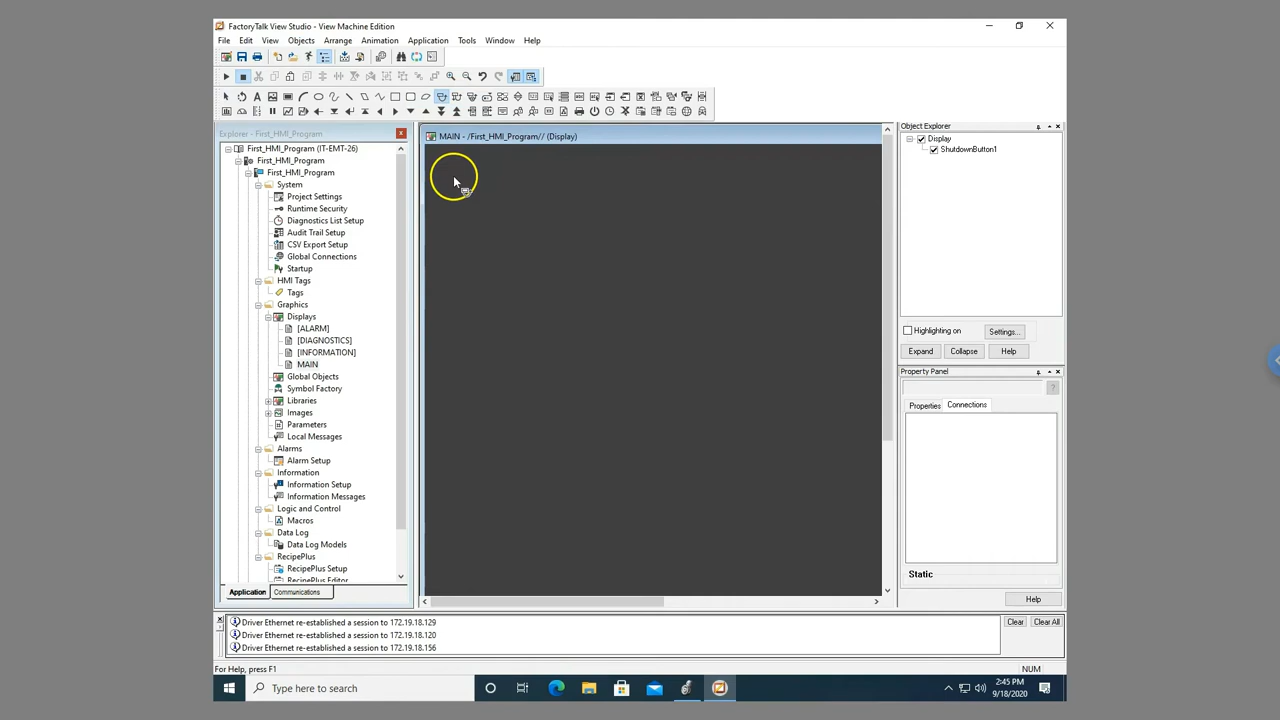 FactoryTalk View Studio - View Machine Edition
File Edit View Objects Arrange Animation Application Tools Window Help
Explorer - First_HMI_Program
First_HMI_Program (IT-EMT-26)
First_HMI_Program
First_HMI_Program
System
Project Settings
Runtime Security
Diagnostics List Setup
Audit Trail Setup
CSV Export Setup
Global Connections
Startup
HMI Tags
Tags
Graphics
Displays
[ALARM]
[DIAGNOSTICS]
[INFORMATION]
MAIN
Global Objects
Symbol Factory
Libraries
Images
Parameters
Local Messages
Alarms
Alarm Setup
Information
Information Setup
Information Messages
Logic and Control
Macros
Data Log
Data Log Models
RecipePlus
RecipePlus Setup
RecipePlus Editor
Application Communications
MAIN - /First_HMI_Program// (Display)
Object Explorer
Display
ShutdownButton1
Highlighting on Settings...
Expand Collapse Help
Property Panel
?
Properties Connections
Static
Help
Driver Ethernet re-established a session to 172.19.18.129
Driver Ethernet re-established a session to 172.19.18.120
Driver Ethernet re-established a session to 172.19.18.156
Clear Clear All
For Help, press F1
NUM
Type here to search
2:45 PM
9/18/2020